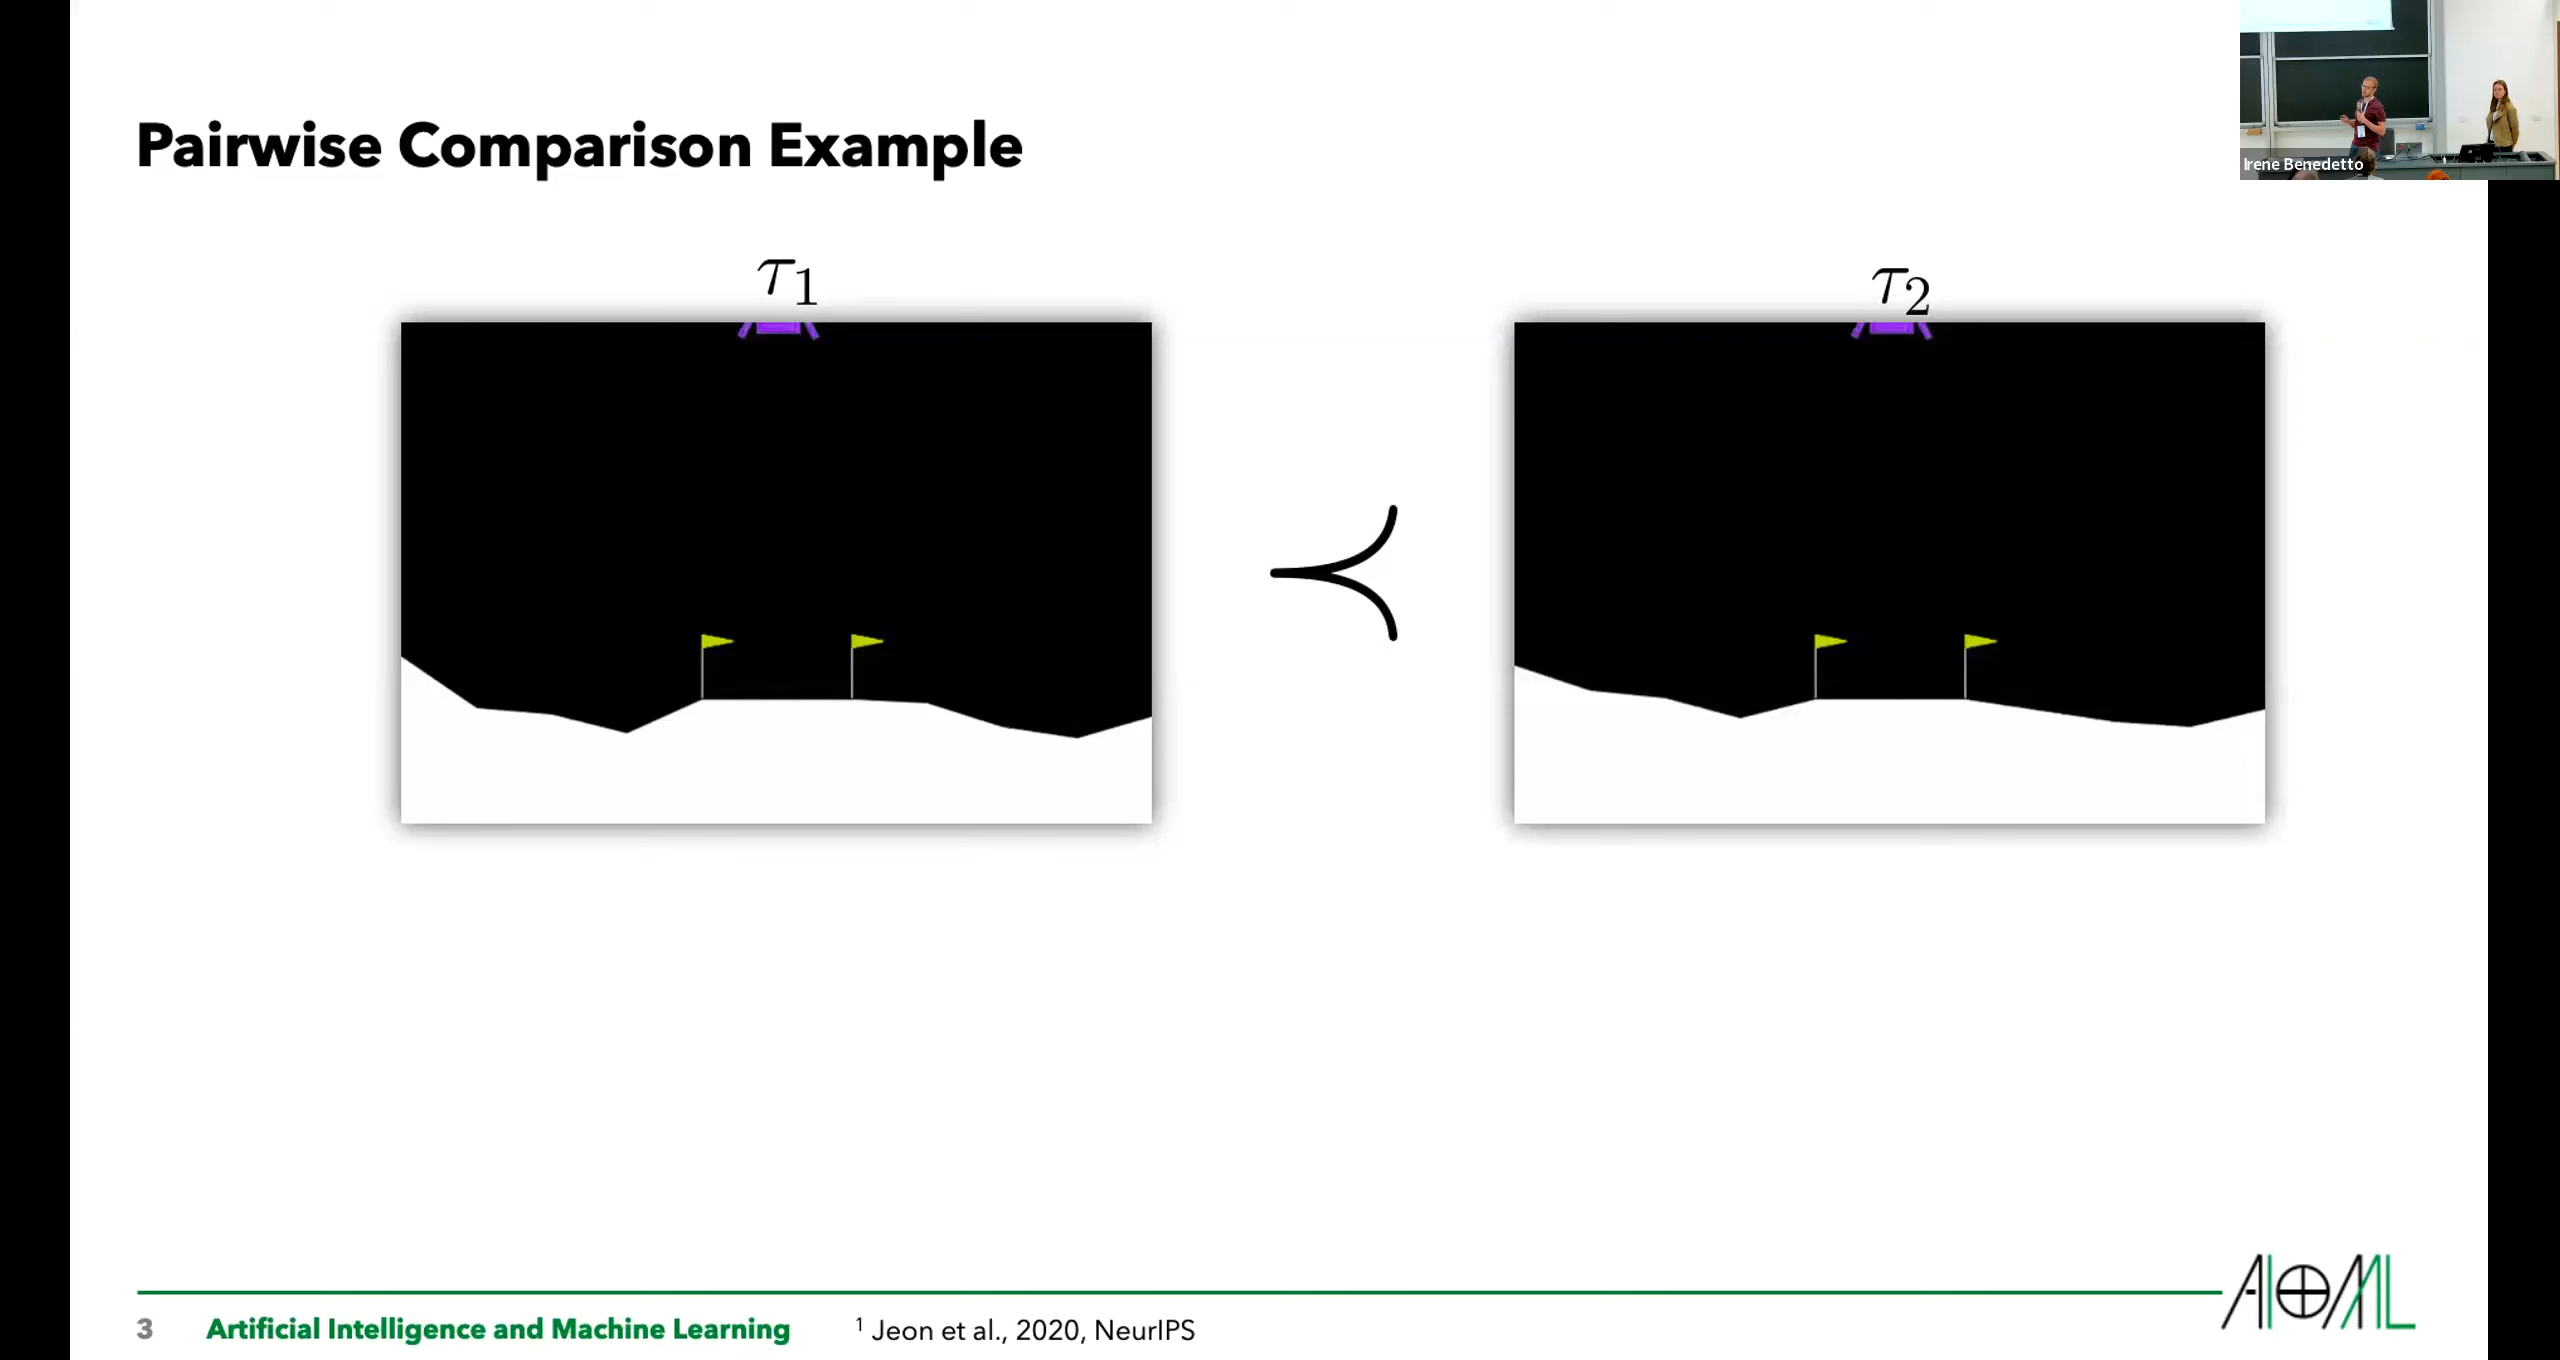 Pairwise Comparison Example
Irene Benedetto
τ1
τ2
≺
3
Artificial Intelligence and Machine Learning
1 Jeon et al., 2020, NeurIPS
AIML